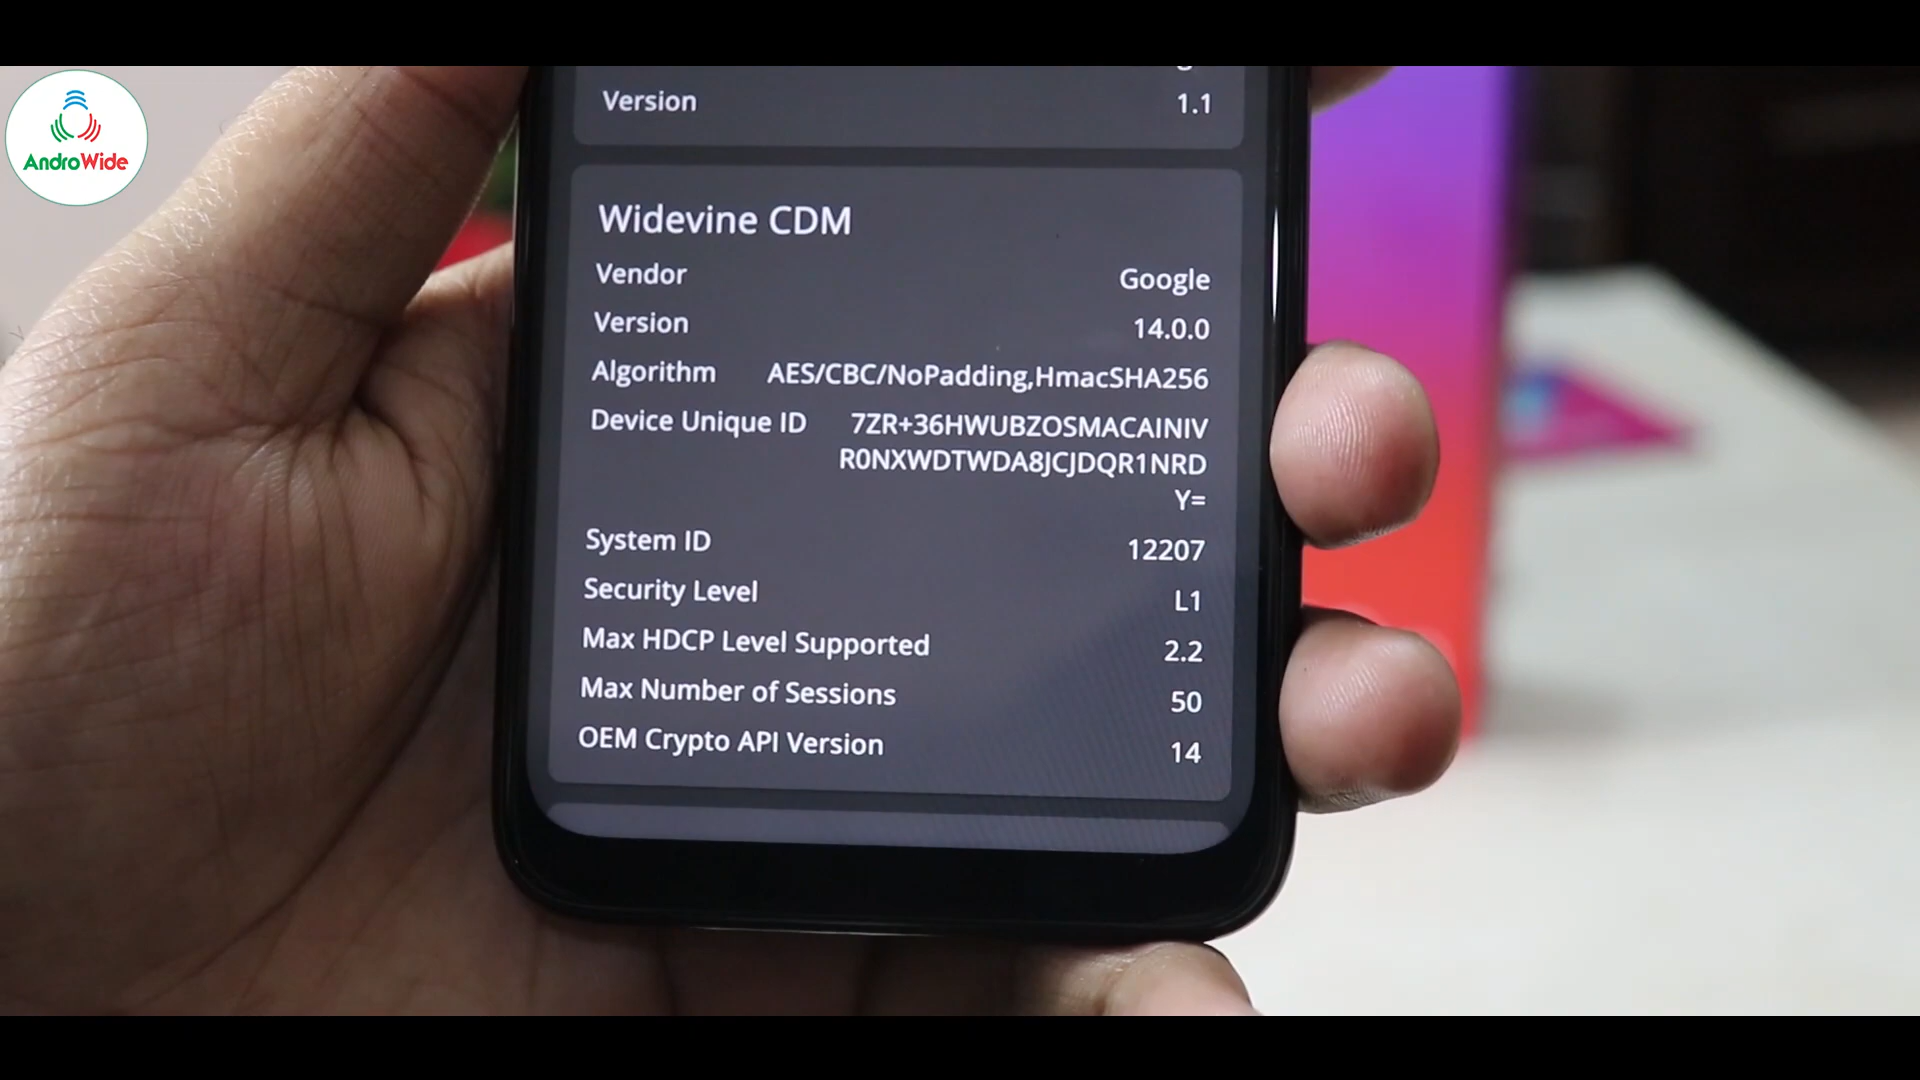 AndroWide
Version 1.1
Widevine CDM
Vendor Google
Version 14.0.0
Algorithm AES/CBC/NoPadding,HmacSHA256
Device Unique ID 7ZR+36HWUBZOSMACAINIV
R0NXWDTWDA8JCJDQR1NRD
Y=
System ID 12207
Security Level L1
Max HDCP Level Supported 2.2
Max Number of Sessions 50
OEM Crypto API Version 14